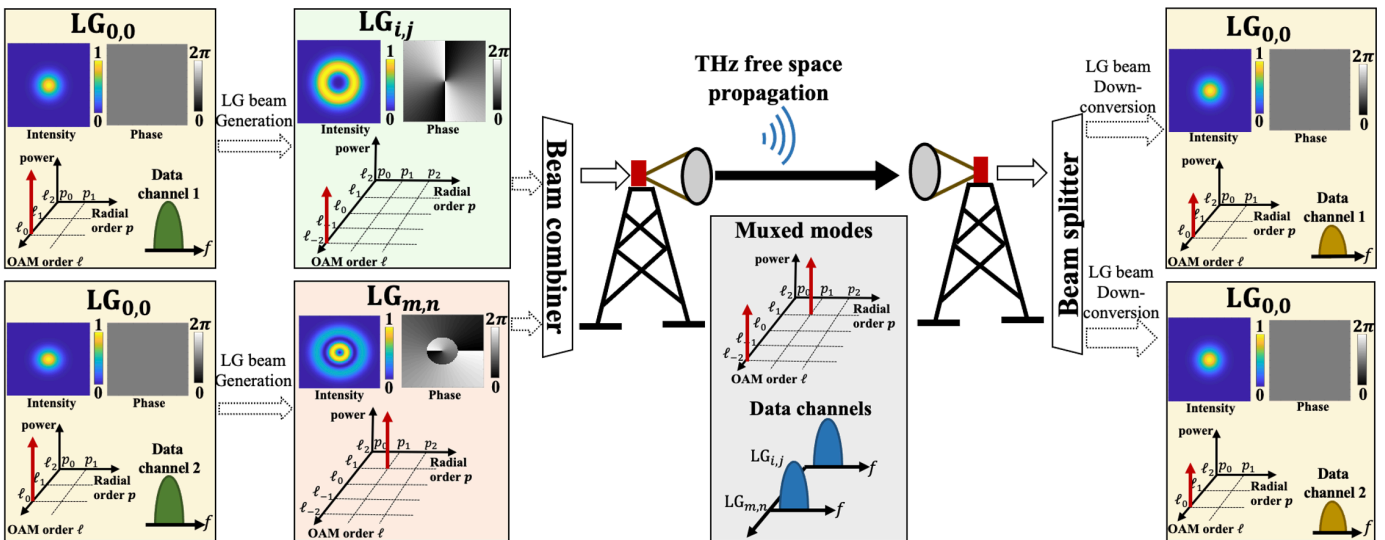 LG0,0
1
0
2π
0
Intensity
Phase
power
ℓ2
p0
p1
ℓ1
ℓ0
Radial
order p
OAM order ℓ
Data
channel 1
f
LG beam
Generation
LGi,j
1
0
2π
0
Intensity
Phase
power
ℓ2
p0
p1
p2
ℓ1
ℓ0
ℓ−1
ℓ−2
Radial
order p
OAM order ℓ
LG0,0
1
0
2π
0
Intensity
Phase
power
ℓ2
p0
p1
ℓ1
ℓ0
Radial
order p
OAM order ℓ
Data
channel 2
f
LG beam
Generation
LGm,n
1
0
2π
0
Intensity
Phase
power
ℓ2
p0
p1
p2
ℓ1
ℓ0
ℓ−1
ℓ−2
Radial
order p
OAM order ℓ
Beam combiner
THz free space
propagation
Muxed modes
power
ℓ2
p0
p1
p2
ℓ1
ℓ0
ℓ−1
ℓ−2
Radial
order p
OAM order ℓ
Data channels
LGi,j
f
LGm,n
f
Beam splitter
LG beam
Down-
conversion
LG beam
Down-
conversion
LG0,0
1
0
2π
0
Intensity
Phase
power
ℓ2
p0
p1
ℓ1
ℓ0
Radial
order p
OAM order ℓ
Data
channel 1
f
LG0,0
1
0
2π
0
Intensity
Phase
power
ℓ2
p0
p1
ℓ1
ℓ0
Radial
order p
OAM order ℓ
Data
channel 2
f